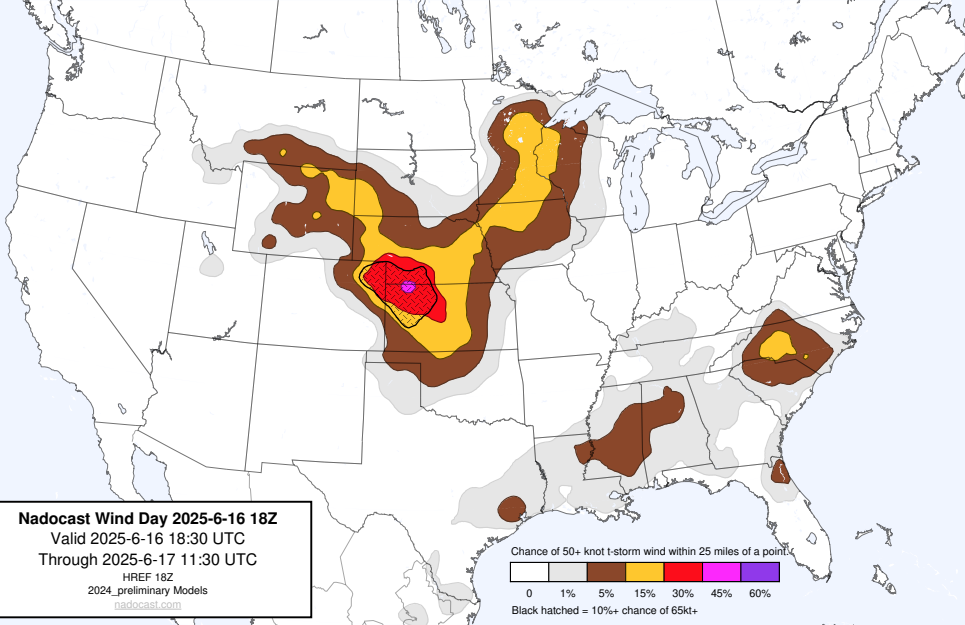 Nadocast Wind Day 2025-6-16 18Z
Valid 2025-6-16 18:30 UTC
Through 2025-6-17 11:30 UTC
HREF 18Z
2024_preliminary Models
nadocast.com
Chance of 50+ knot t-storm wind within 25 miles of a point.
0 1% 5% 15% 30% 45% 60%
Black hatched = 10%+ chance of 65kt+